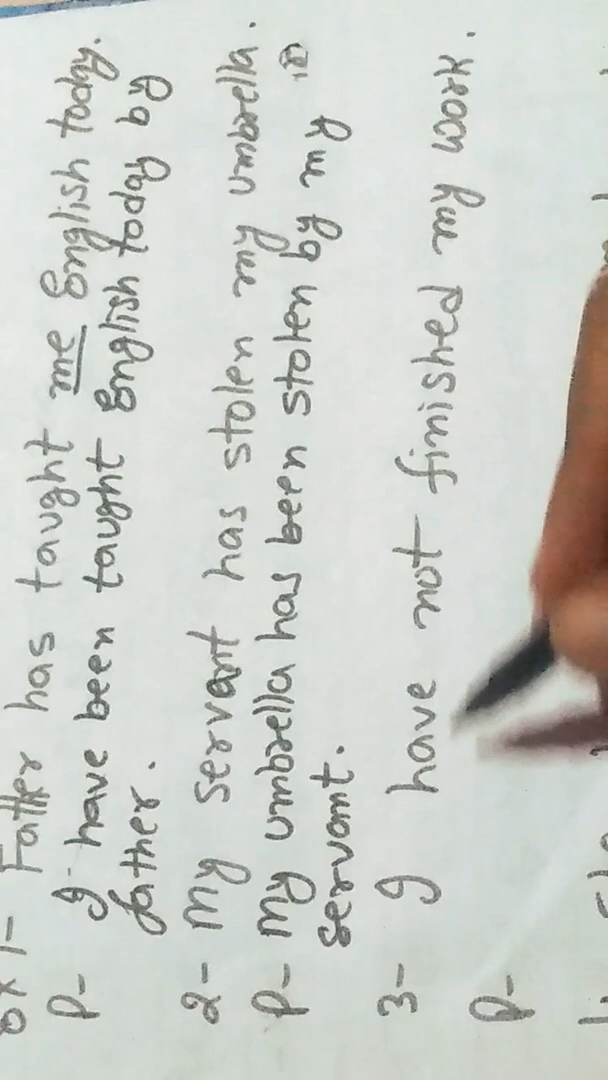 Ex 1- Father has taught me English today.
P- I have been taught English today by
father.
2- My servant has stolen my umbrella.
P- My umbrella has been stolen by my
servant.
3- I have not finished my work.
P-